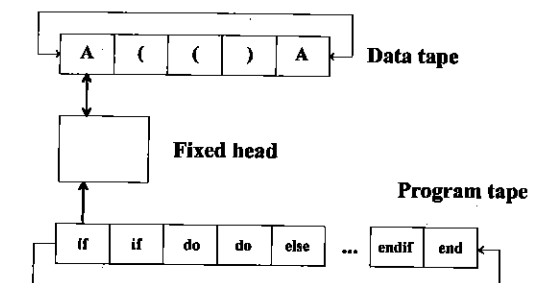 A ( ( ) A Data tape
Fixed head
Program tape
if if do do else ... endif end